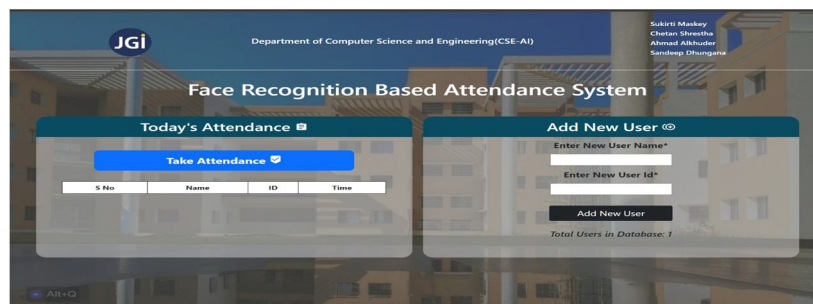 JGi
Department of Computer Science and Engineering(CSE-AI)
Sukirti Maskey
Chetan Shrestha
Ahmad Alkhuder
Sandeep Dhungana
Face Recognition Based Attendance System
Today's Attendance
Take Attendance
S No Name ID Time
Add New User
Enter New User Name*
Enter New User Id*
Add New User
Total Users in Database: 1
Alt+Q